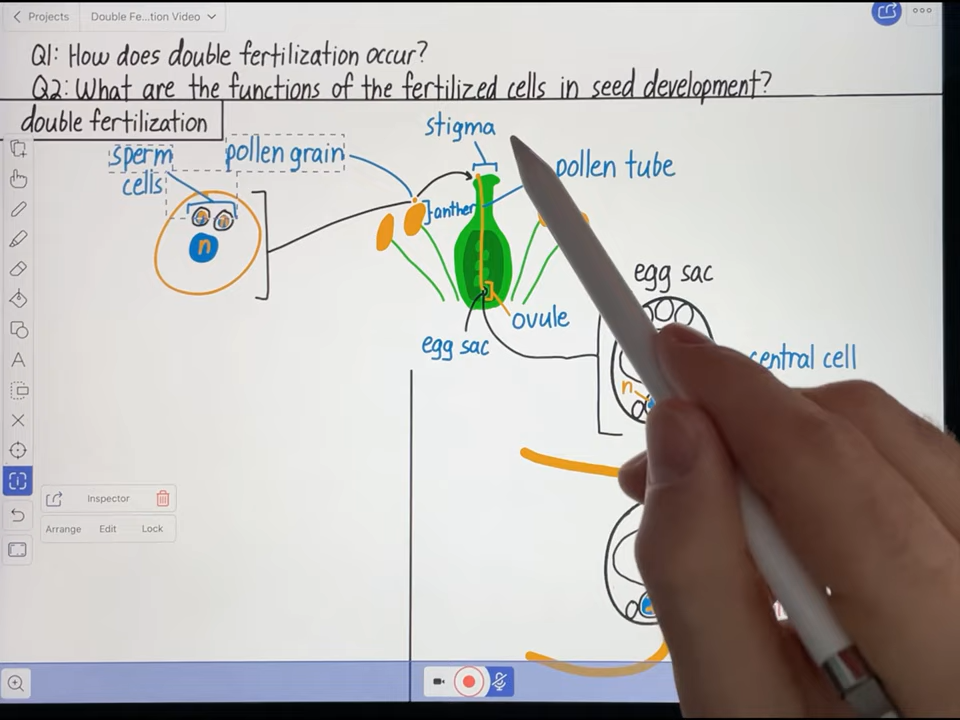 Projects
Double Fe...tion Video
Q1: How does double fertilization occur?
Q2: What are the functions of the fertilized cells in seed development?
double fertilization
stigma
sperm
cells
pollen grain
pollen tube
anther
n
egg sac
ovule
egg sac
central cell
n
Inspector
Arrange
Edit
Lock